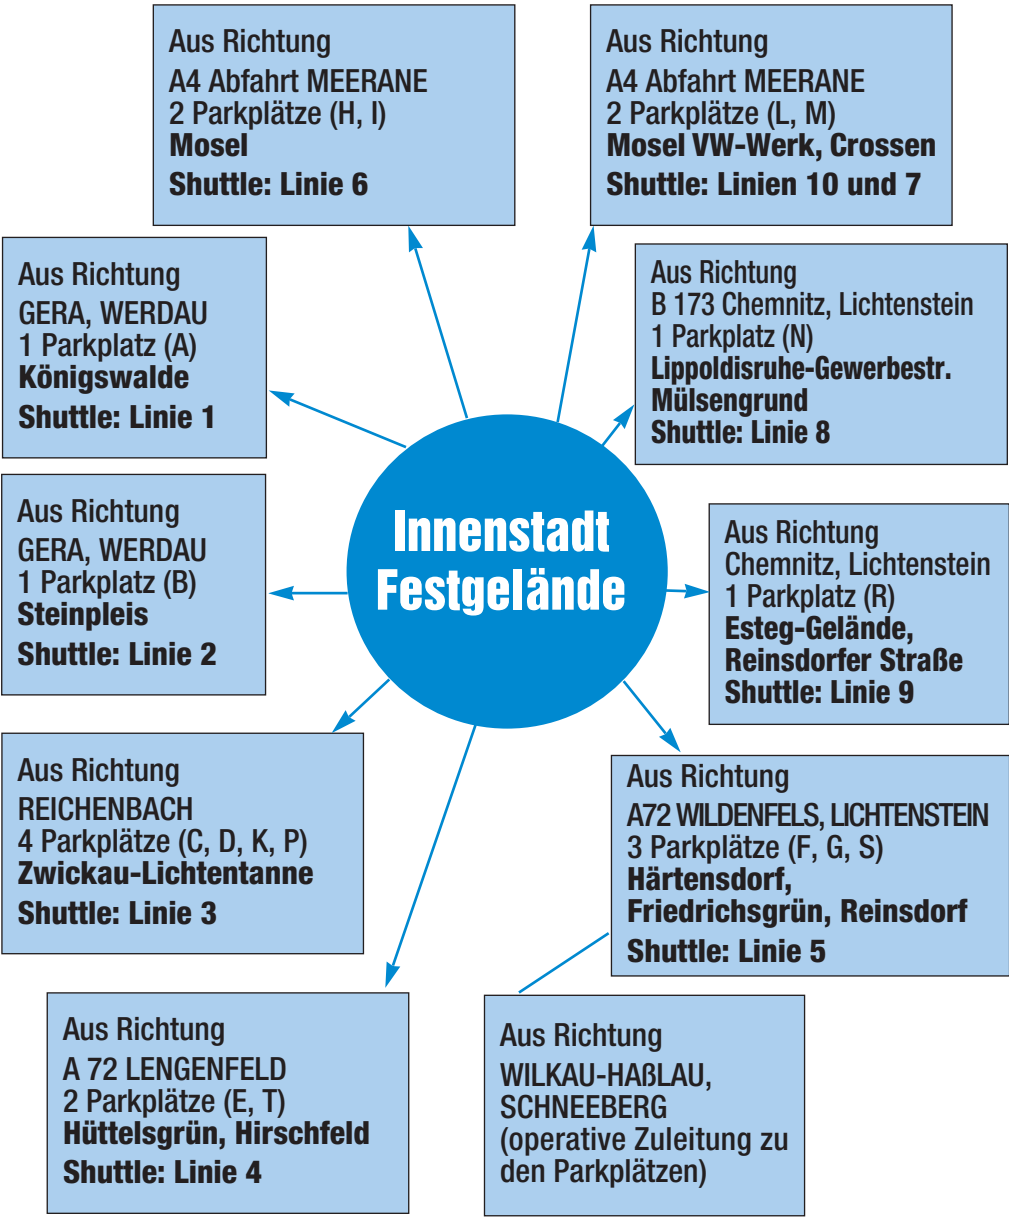 Aus Richtung
A4 Abfahrt MEERANE
2 Parkplätze (H, I)
Mosel
Shuttle: Linie 6
Aus Richtung
A4 Abfahrt MEERANE
2 Parkplätze (L, M)
Mosel VW-Werk, Crossen
Shuttle: Linien 10 und 7
Aus Richtung
GERA, WERDAU
1 Parkplatz (A)
Königswalde
Shuttle: Linie 1
Aus Richtung
B 173 Chemnitz, Lichtenstein
1 Parkplatz (N)
Lippoldisruhe-Gewerbestr.
Mülsengrund
Shuttle: Linie 8
Aus Richtung
GERA, WERDAU
1 Parkplatz (B)
Steinpleis
Shuttle: Linie 2
Innenstadt
Festgelände
Aus Richtung
Chemnitz, Lichtenstein
1 Parkplatz (R)
Esteg-Gelände,
Reinsdorfer Straße
Shuttle: Linie 9
Aus Richtung
REICHENBACH
4 Parkplätze (C, D, K, P)
Zwickau-Lichtentanne
Shuttle: Linie 3
Aus Richtung
A72 WILDENFELS, LICHTENSTEIN
3 Parkplätze (F, G, S)
Härtensdorf,
Friedrichsgrün, Reinsdorf
Shuttle: Linie 5
Aus Richtung
A 72 LENGENFELD
2 Parkplätze (E, T)
Hüttelsgrün, Hirschfeld
Shuttle: Linie 4
Aus Richtung
WILKAU-HAßLAU,
SCHNEEBERG
(operative Zuleitung zu
den Parkplätzen)